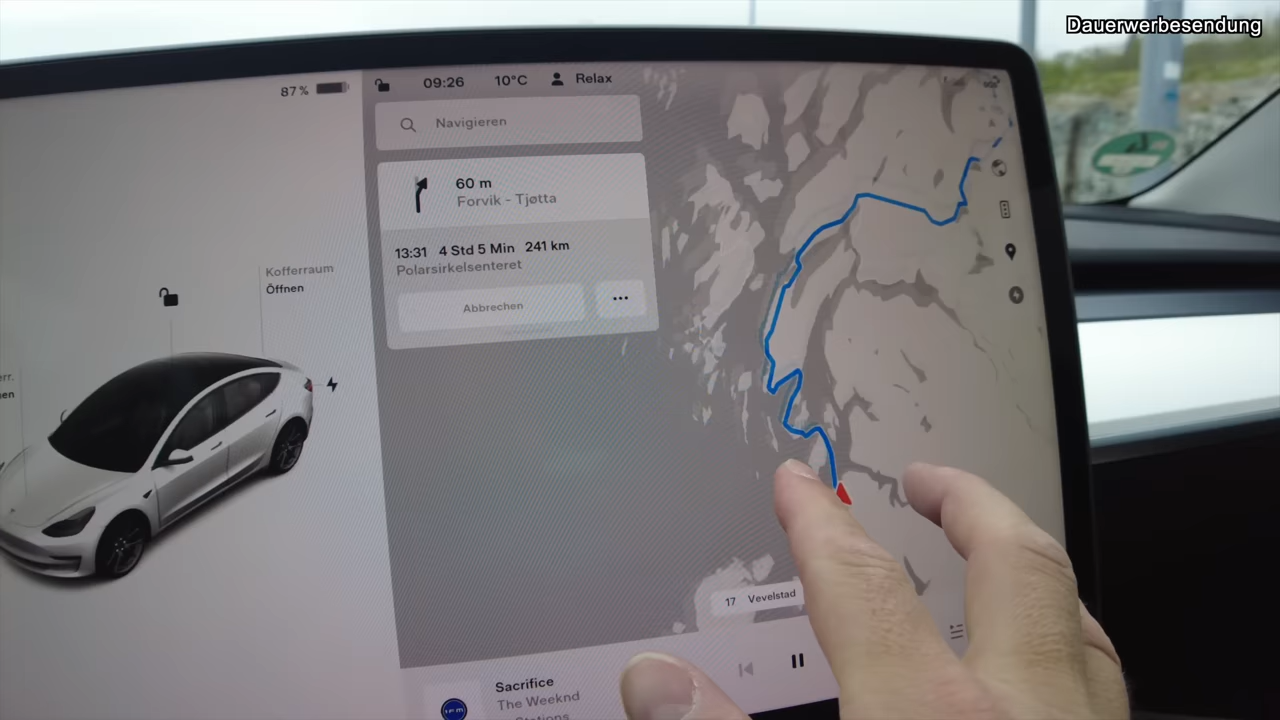 Dauerwerbesendung
87%
09:26 10°C Relax
Navigieren
60 m
Forvik - Tjøtta
13:31 4 Std 5 Min 241 km
Polarsirkelsenteret
Abbrechen
Kofferraum
Öffnen
17 Vevelstad
Sacrifice
The Weeknd
Stations